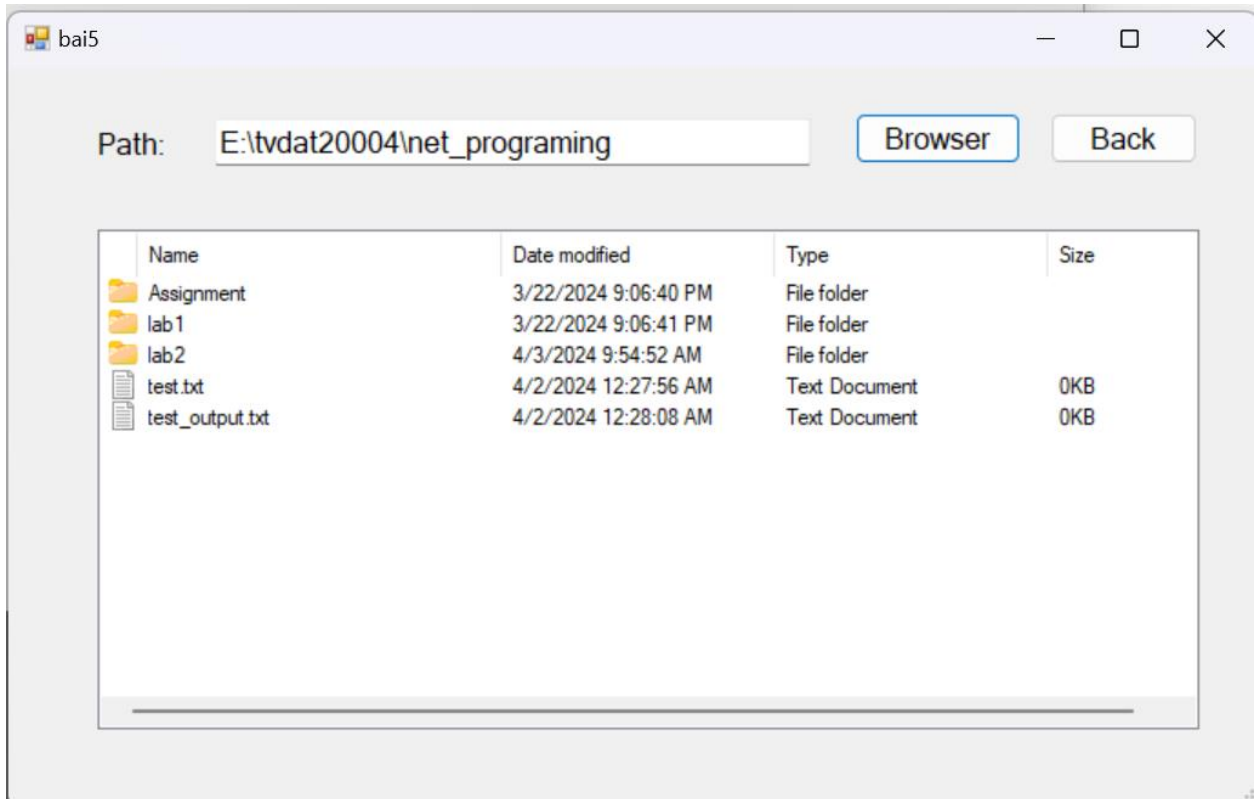 bai5
Path: E:\tvdat20004\net_programing Browser Back
Name Date modified Type Size
Assignment 3/22/2024 9:06:40 PM File folder
lab1 3/22/2024 9:06:41 PM File folder
lab2 4/3/2024 9:54:52 AM File folder
test.txt 4/2/2024 12:27:56 AM Text Document 0KB
test_output.txt 4/2/2024 12:28:08 AM Text Document 0KB